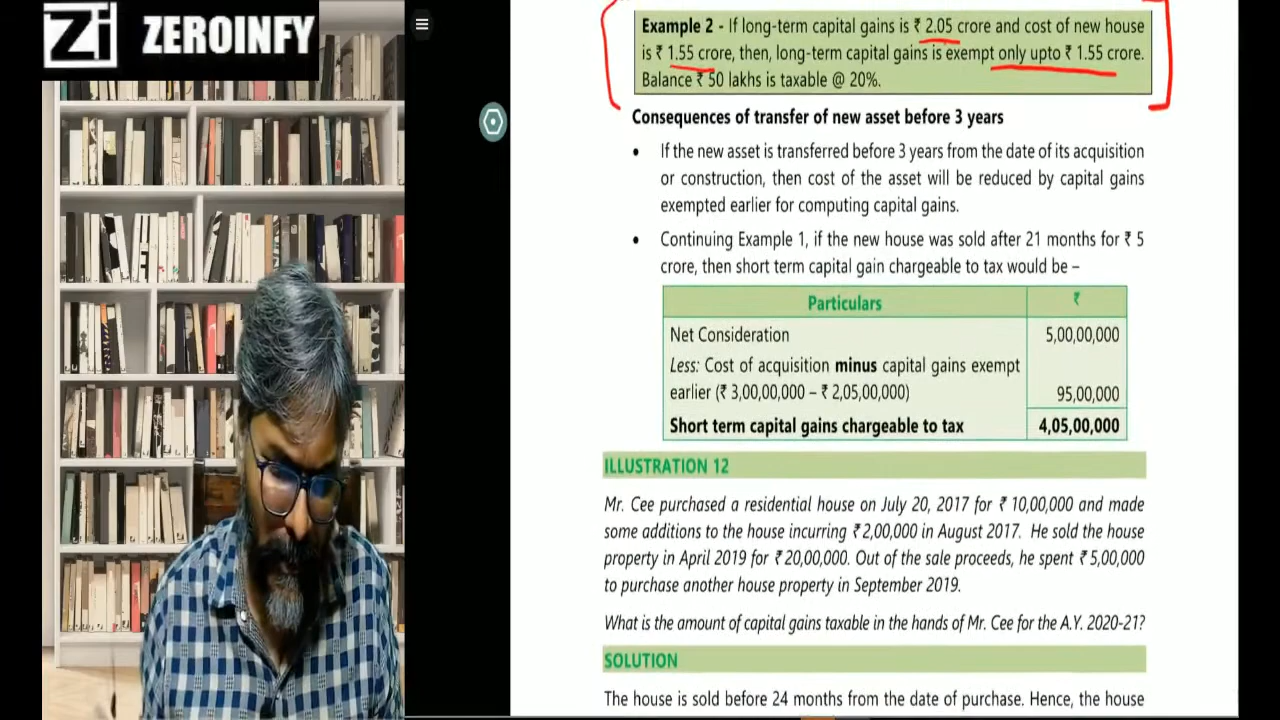 Zi ZEROINFY
Example 2 - If long-term capital gains is ₹ 2.05 crore and cost of new house
is ₹ 1.55 crore, then, long-term capital gains is exempt only upto ₹ 1.55 crore.
Balance ₹ 50 lakhs is taxable @ 20%.
Consequences of transfer of new asset before 3 years
• If the new asset is transferred before 3 years from the date of its acquisition
or construction, then cost of the asset will be reduced by capital gains
exempted earlier for computing capital gains.
• Continuing Example 1, if the new house was sold after 21 months for ₹ 5
crore, then short term capital gain chargeable to tax would be –
Particulars ₹
Net Consideration 5,00,00,000
Less: Cost of acquisition minus capital gains exempt
earlier (₹ 3,00,00,000 – ₹ 2,05,00,000) 95,00,000
Short term capital gains chargeable to tax 4,05,00,000
ILLUSTRATION 12
Mr. Cee purchased a residential house on July 20, 2017 for ₹ 10,00,000 and made
some additions to the house incurring ₹ 2,00,000 in August 2017. He sold the house
property in April 2019 for ₹ 20,00,000. Out of the sale proceeds, he spent ₹ 5,00,000
to purchase another house property in September 2019.
What is the amount of capital gains taxable in the hands of Mr. Cee for the A.Y. 2020-21?
SOLUTION
The house is sold before 24 months from the date of purchase. Hence, the house